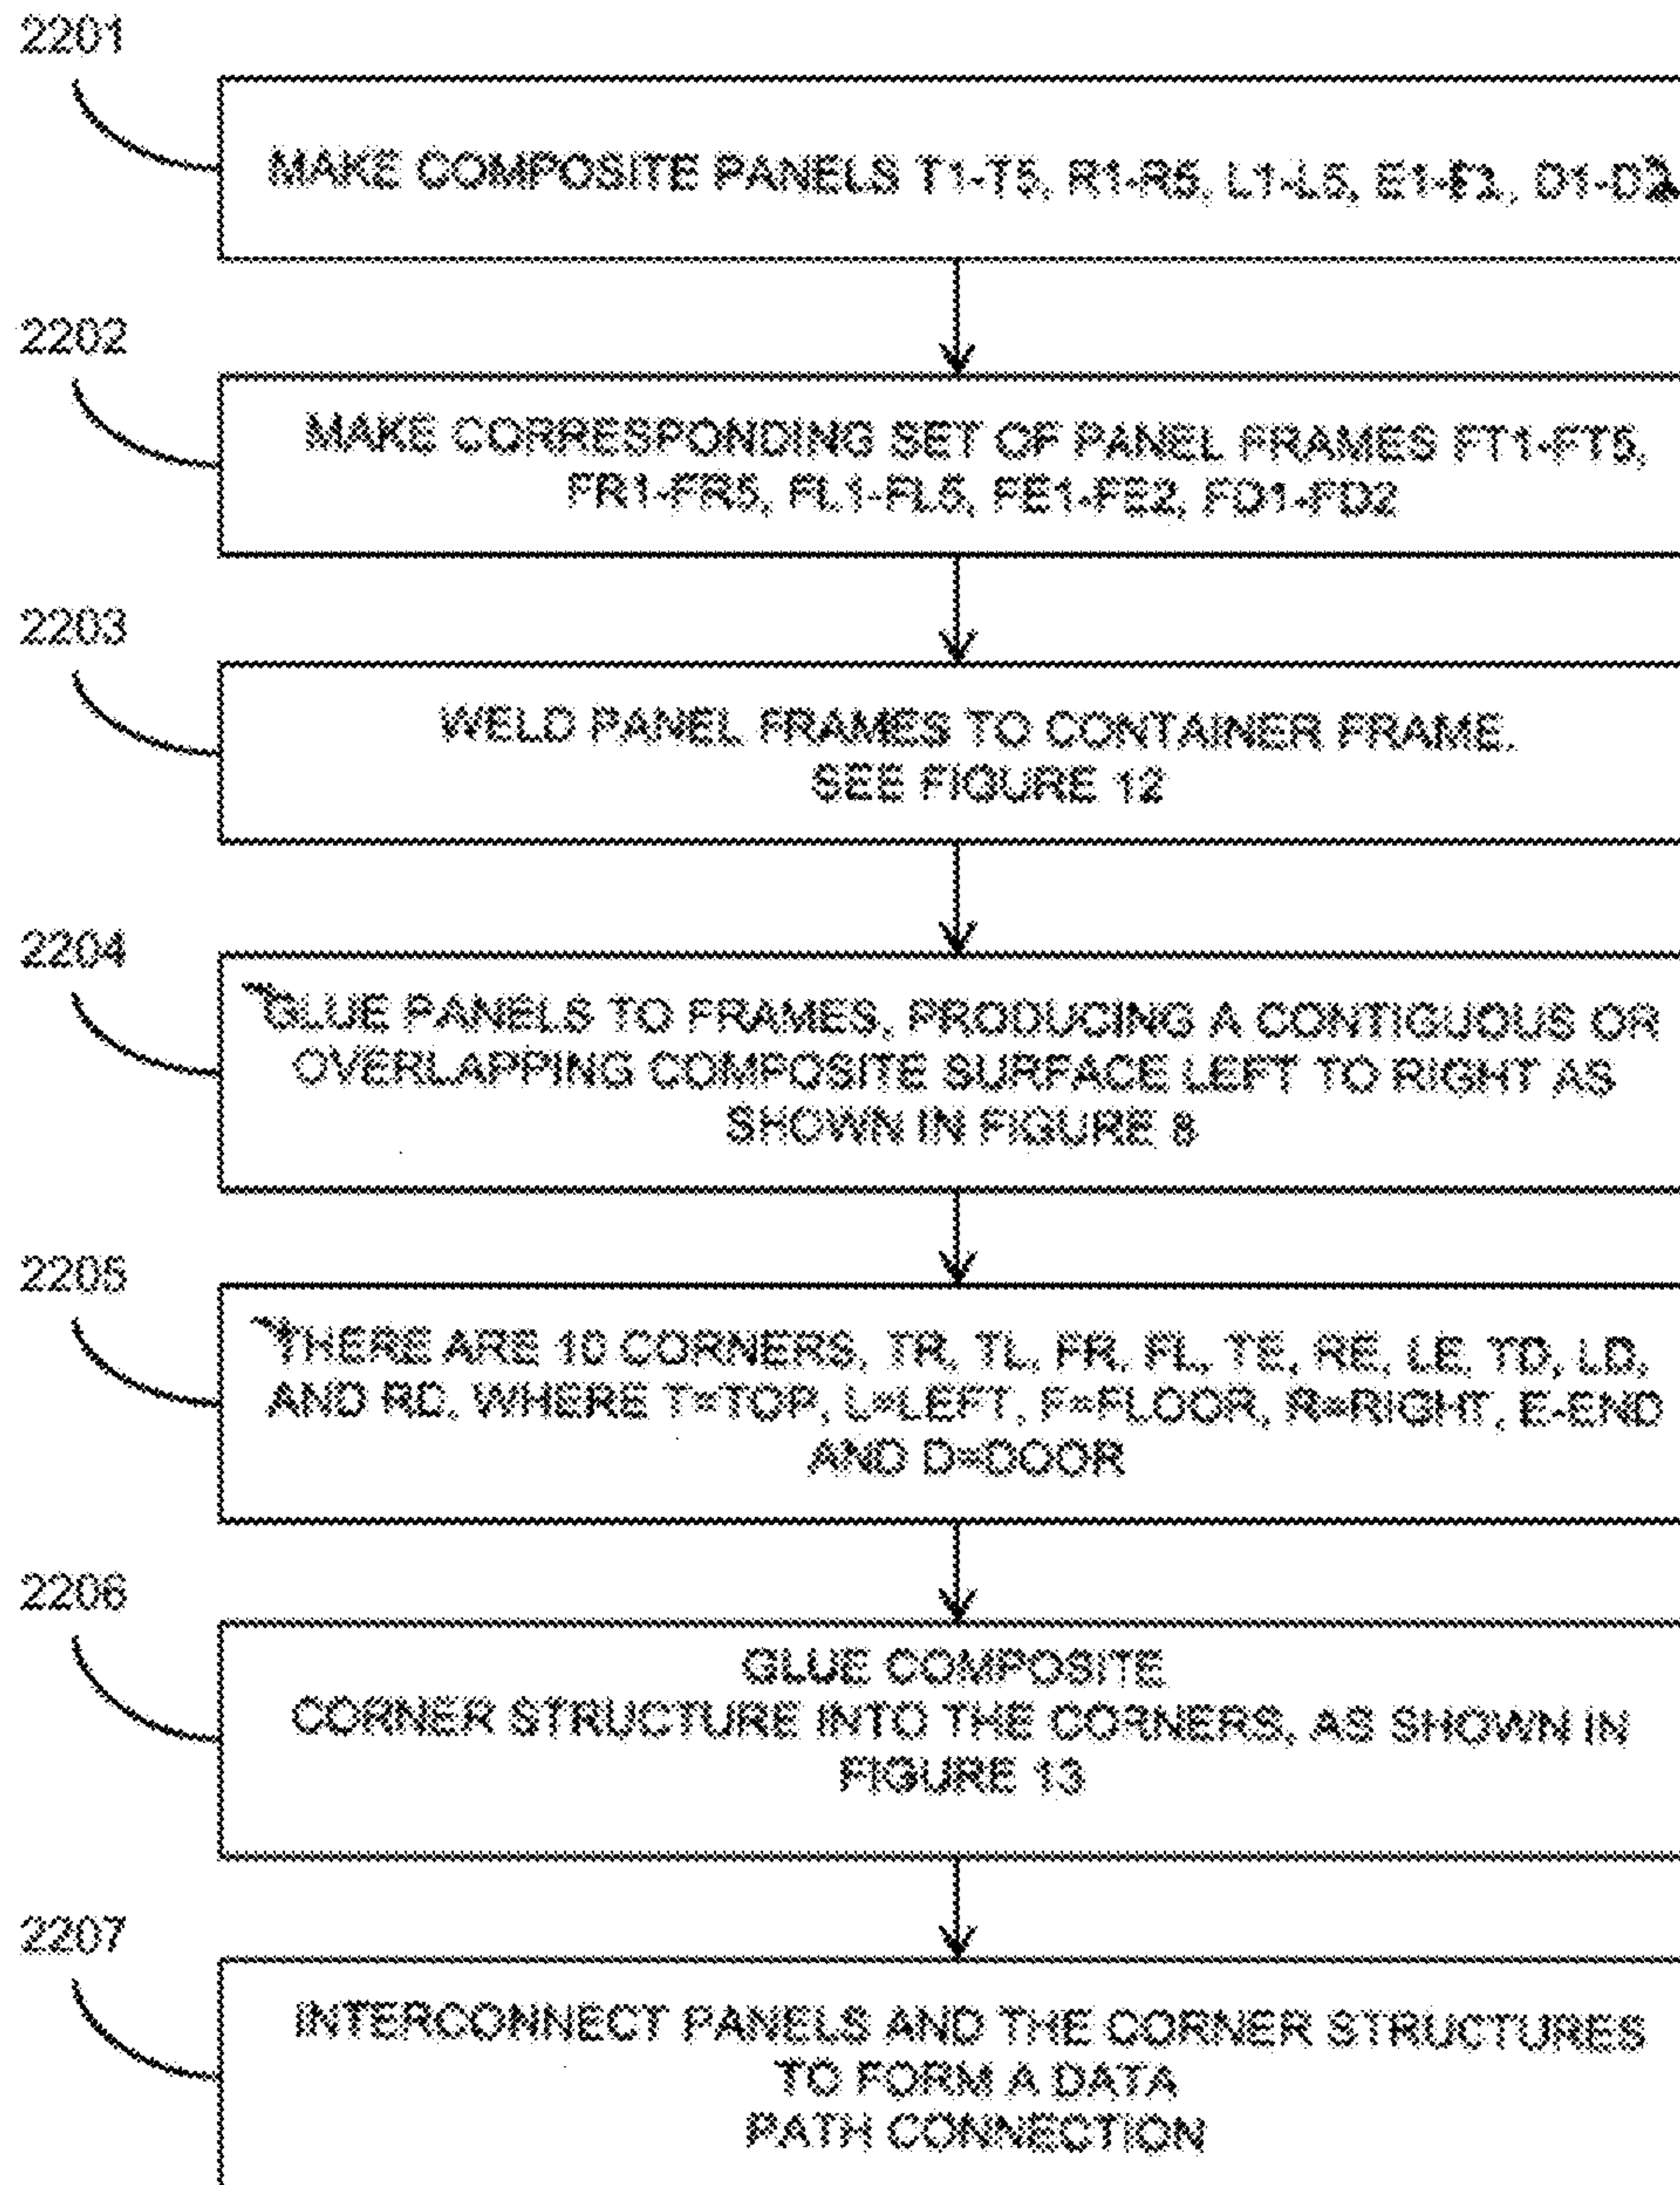 2201
MAKE COMPOSITE PANELS T1-T5, R1-R5, L1-L5,
2202
MAKE CORRESPONDING SET OF PANEL FRAMES FT1-FT5,
FR1-FR5, FL1-FL5, FE1-FE2, FD1-FD2
2203
WELD PANEL FRAMES TO CONTAINER FRAME.
SEE FIGURE 12
2204
GLUE PANELS TO FRAMES, PRODUCING A CONTIGUOUS OR
OVERLAPPING COMPOSITE SURFACE LEFT TO RIGHT AS
SHOWN IN FIGURE 8
2205
THERE ARE 10 CORNERS, TR, TL, FR, FL, TE, RE, LE, TD, LD,
AND RD, WHERE T=TOP, L=LEFT, F=FLOOR, R=RIGHT, E-END
AND D=DOOR
2206
GLUE COMPOSITE
CORNER STRUCTURE INTO THE CORNERS, AS SHOWN IN
FIGURE 13
2207
INTERCONNECT PANELS AND THE CORNER STRUCTURES
TO FORM A DATA
PATH CONNECTION